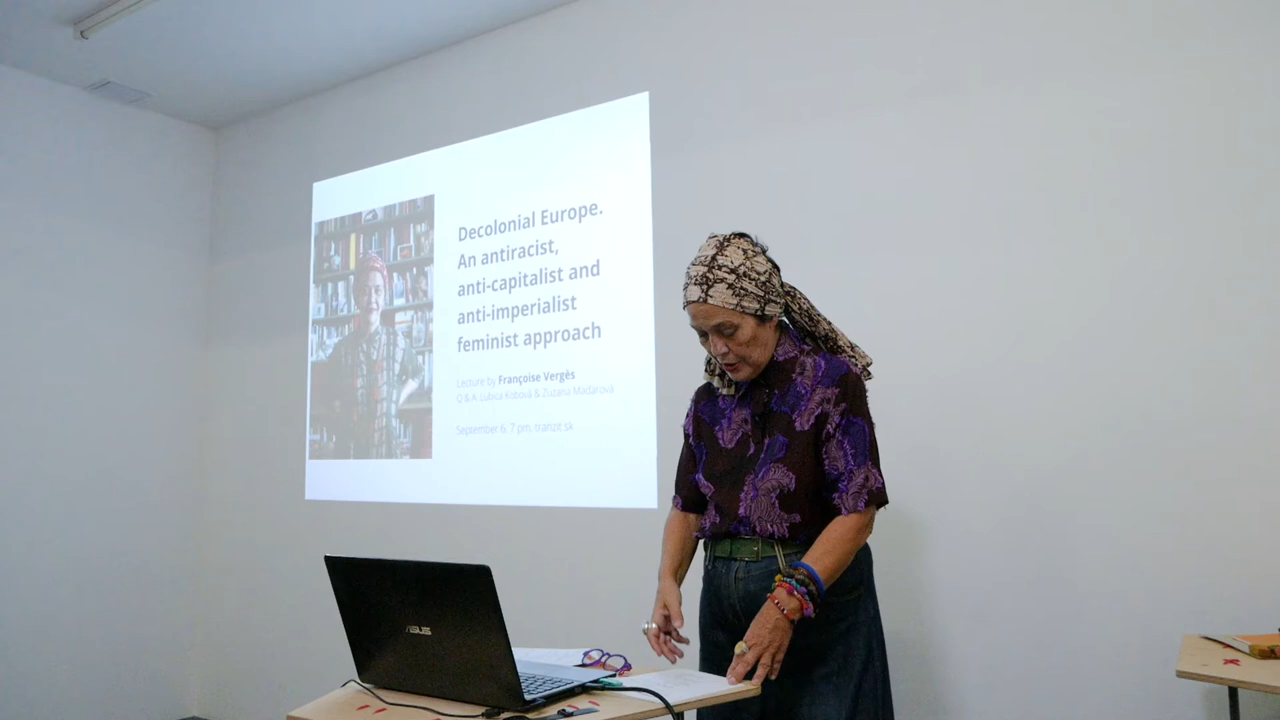 Decolonial Europe.
An antiracist,
anti-capitalist and
anti-imperialist
feminist approach
Lecture by Françoise Vergès
Q & A: Ľubica Kobová & Zuzana Maďarová
September 6, 7 pm, tranzit.sk
ASUS